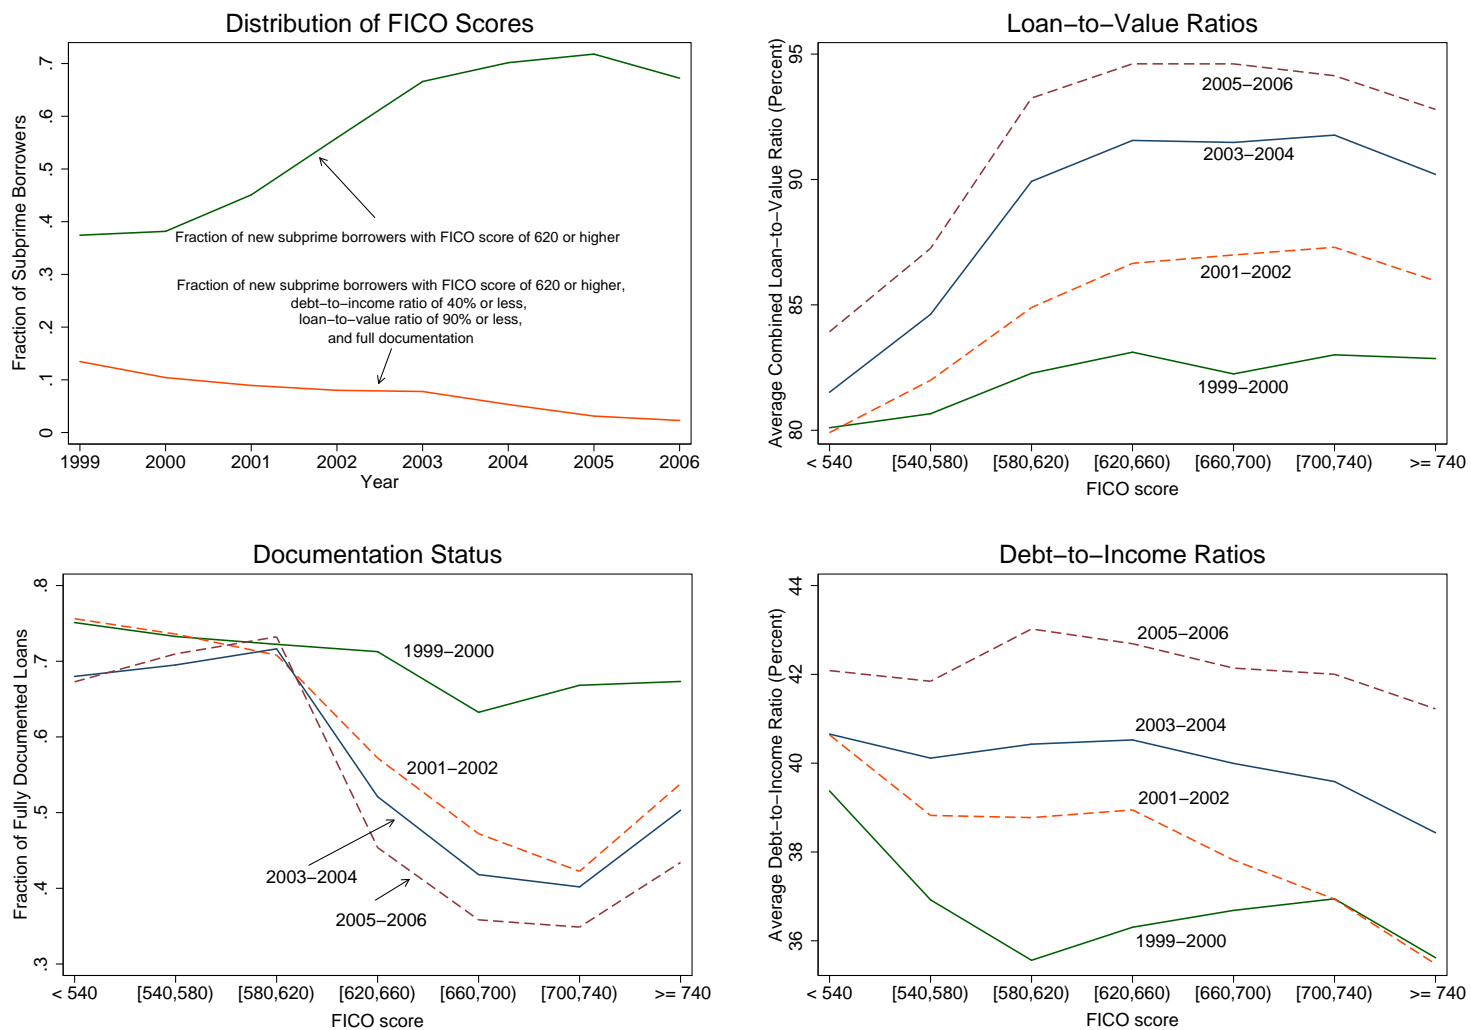 Distribution of FICO Scores
Fraction of Subprime Borrowers
.7
.6
.5
.4
.3
.2
.1
0
Fraction of new subprime borrowers with FICO score of 620 or higher
Fraction of new subprime borrowers with FICO score of 620 or higher,
debt−to−income ratio of 40% or less,
loan−to−value ratio of 90% or less,
and full documentation
1999 2000 2001 2002 2003 2004 2005 2006
Year
Loan−to−Value Ratios
Average Combined Loan−to−Value Ratio (Percent)
95
90
85
80
2005−2006
2003−2004
2001−2002
1999−2000
< 540 [540,580) [580,620) [620,660) [660,700) [700,740) >= 740
FICO score
Documentation Status
Fraction of Fully Documented Loans
.8
.7
.6
.5
.4
.3
1999−2000
2001−2002
2003−2004
2005−2006
< 540 [540,580) [580,620) [620,660) [660,700) [700,740) >= 740
FICO score
Debt−to−Income Ratios
Average Debt−to−Income Ratio (Percent)
44
42
40
38
36
2005−2006
2003−2004
2001−2002
1999−2000
< 540 [540,580) [580,620) [620,660) [660,700) [700,740) >= 740
FICO score